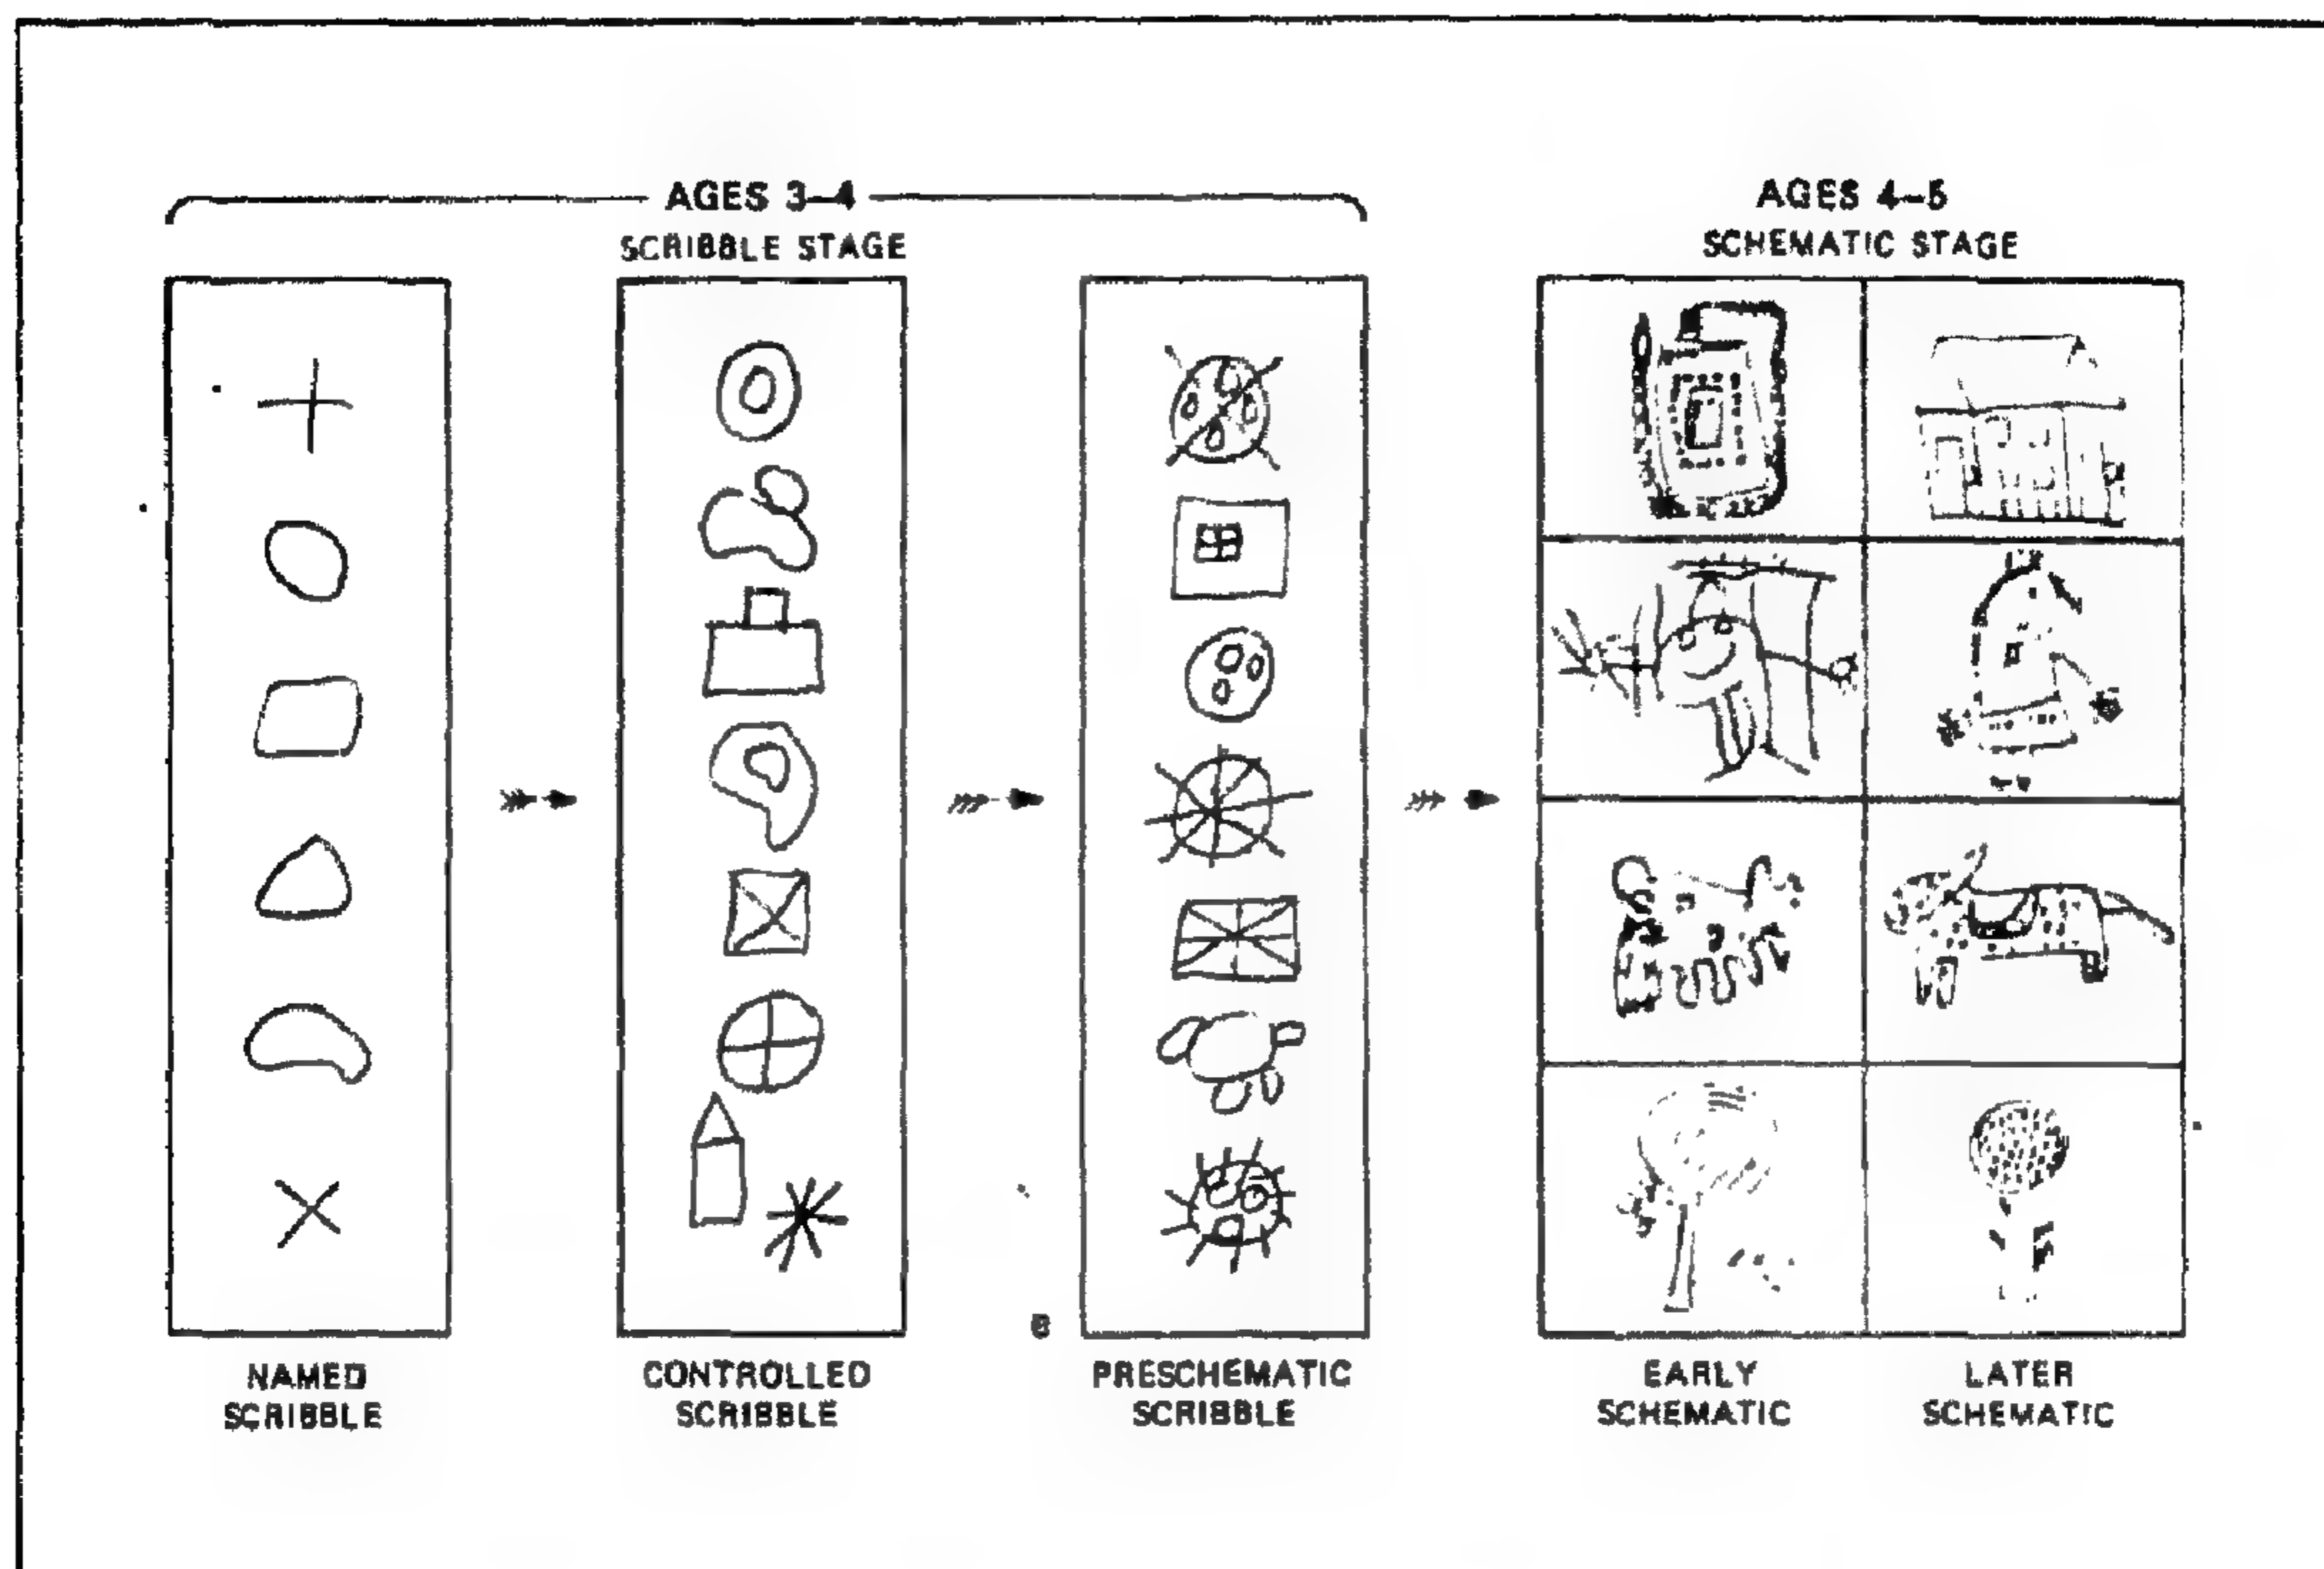 AGES 3–4
SCRIBBLE STAGE
AGES 4–5
SCHEMATIC STAGE
NAMED
SCRIBBLE
CONTROLLED
SCRIBBLE
PRESCHEMATIC
SCRIBBLE
EARLY
SCHEMATIC
LATER
SCHEMATIC